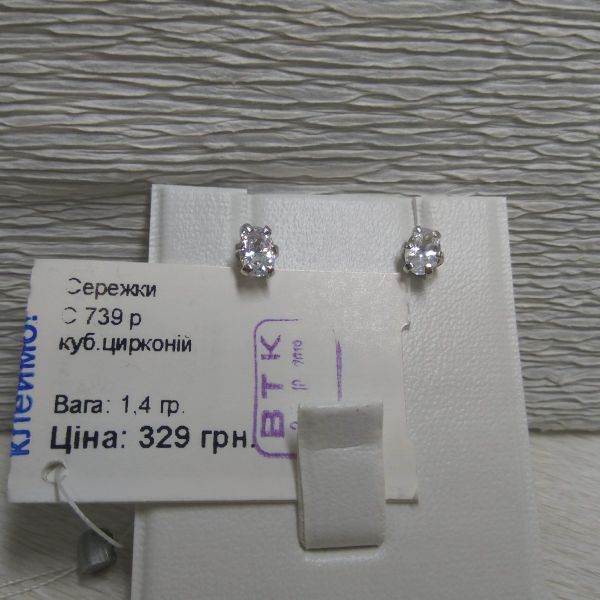 Сережки
С 739 р
куб.цирконій
Вага: 1,4 гр.
Ціна: 329 грн.
клеймо!
ВТК